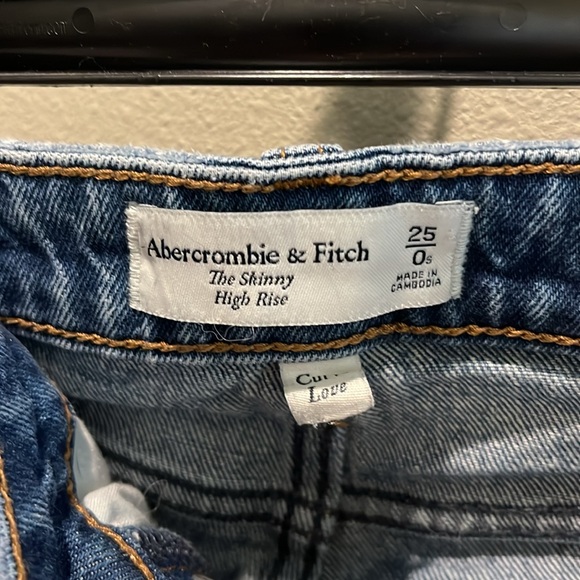 Abercrombie & Fitch
The Skinny
High Rise
25
0s
MADE IN
CAMBODIA
Love